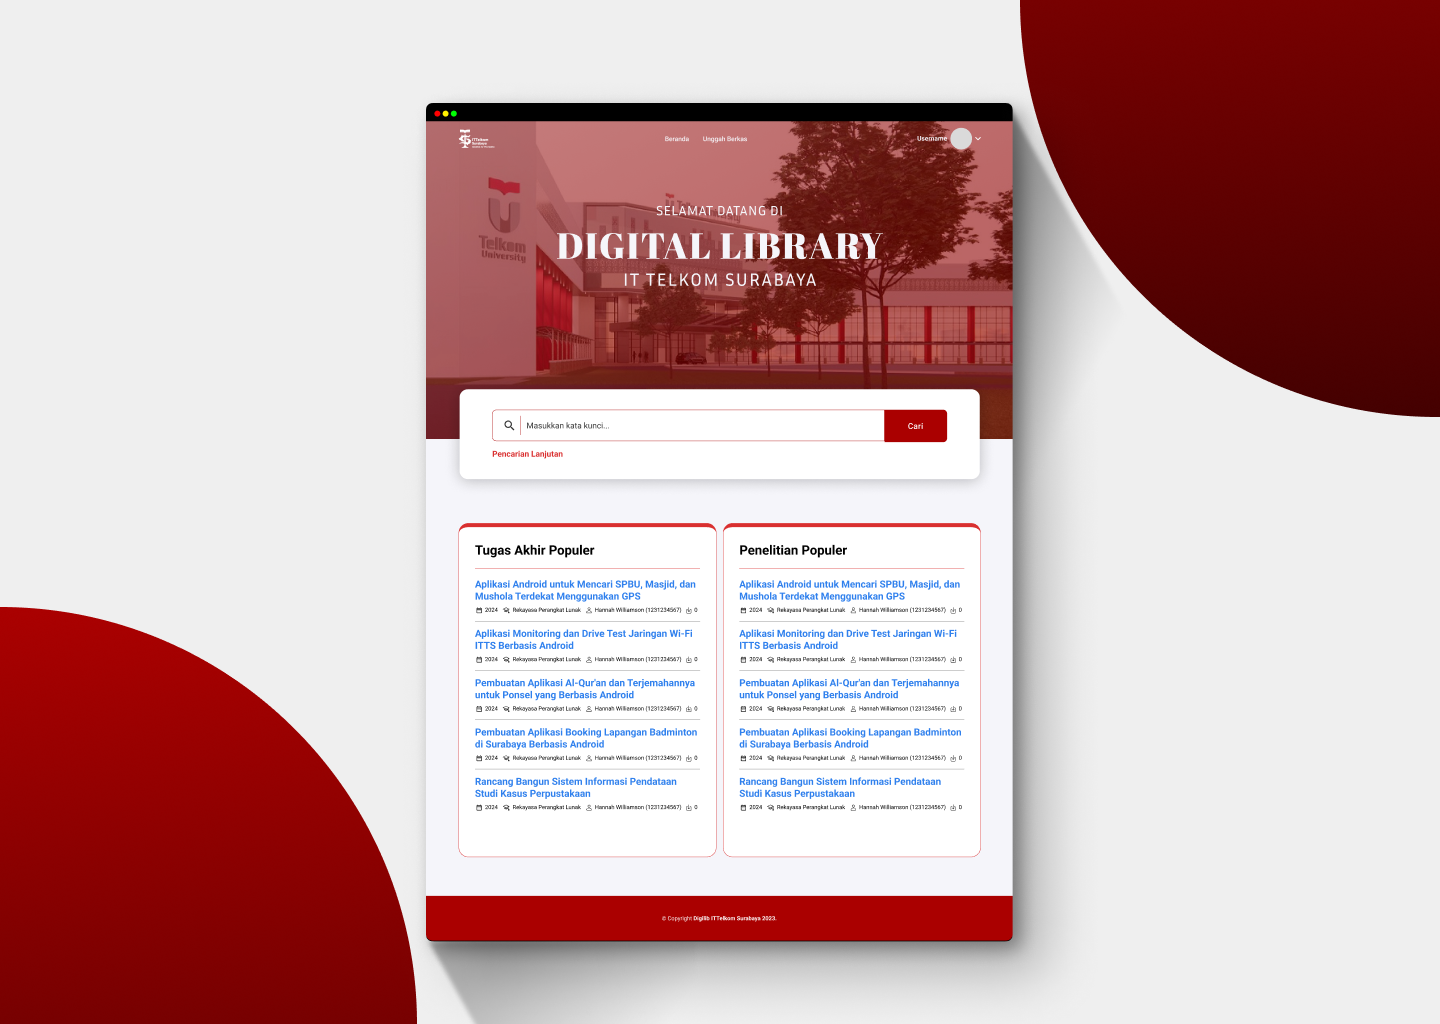 ITTelkom
Surabaya
Beranda
Unggah Berkas
Username
Telkom
University
SELAMAT DATANG DI
DIGITAL LIBRARY
IT TELKOM SURABAYA
Masukkan kata kunci...
Cari
Pencarian Lanjutan
Tugas Akhir Populer
Aplikasi Android untuk Mencari SPBU, Masjid, dan
Mushola Terdekat Menggunakan GPS
2024 Rekayasa Perangkat Lunak Hannah Williamson (1231234567) 0
Aplikasi Monitoring dan Drive Test Jaringan Wi-Fi
ITTS Berbasis Android
2024 Rekayasa Perangkat Lunak Hannah Williamson (1231234567) 0
Pembuatan Aplikasi Al-Qur'an dan Terjemahannya
untuk Ponsel yang Berbasis Android
2024 Rekayasa Perangkat Lunak Hannah Williamson (1231234567) 0
Pembuatan Aplikasi Booking Lapangan Badminton
di Surabaya Berbasis Android
2024 Rekayasa Perangkat Lunak Hannah Williamson (1231234567) 0
Rancang Bangun Sistem Informasi Pendataan
Studi Kasus Perpustakaan
2024 Rekayasa Perangkat Lunak Hannah Williamson (1231234567) 0
Penelitian Populer
Aplikasi Android untuk Mencari SPBU, Masjid, dan
Mushola Terdekat Menggunakan GPS
2024 Rekayasa Perangkat Lunak Hannah Williamson (1231234567) 0
Aplikasi Monitoring dan Drive Test Jaringan Wi-Fi
ITTS Berbasis Android
2024 Rekayasa Perangkat Lunak Hannah Williamson (1231234567) 0
Pembuatan Aplikasi Al-Qur'an dan Terjemahannya
untuk Ponsel yang Berbasis Android
2024 Rekayasa Perangkat Lunak Hannah Williamson (1231234567) 0
Pembuatan Aplikasi Booking Lapangan Badminton
di Surabaya Berbasis Android
2024 Rekayasa Perangkat Lunak Hannah Williamson (1231234567) 0
Rancang Bangun Sistem Informasi Pendataan
Studi Kasus Perpustakaan
2024 Rekayasa Perangkat Lunak Hannah Williamson (1231234567) 0
© Copyright Digilib ITTelkom Surabaya 2023.